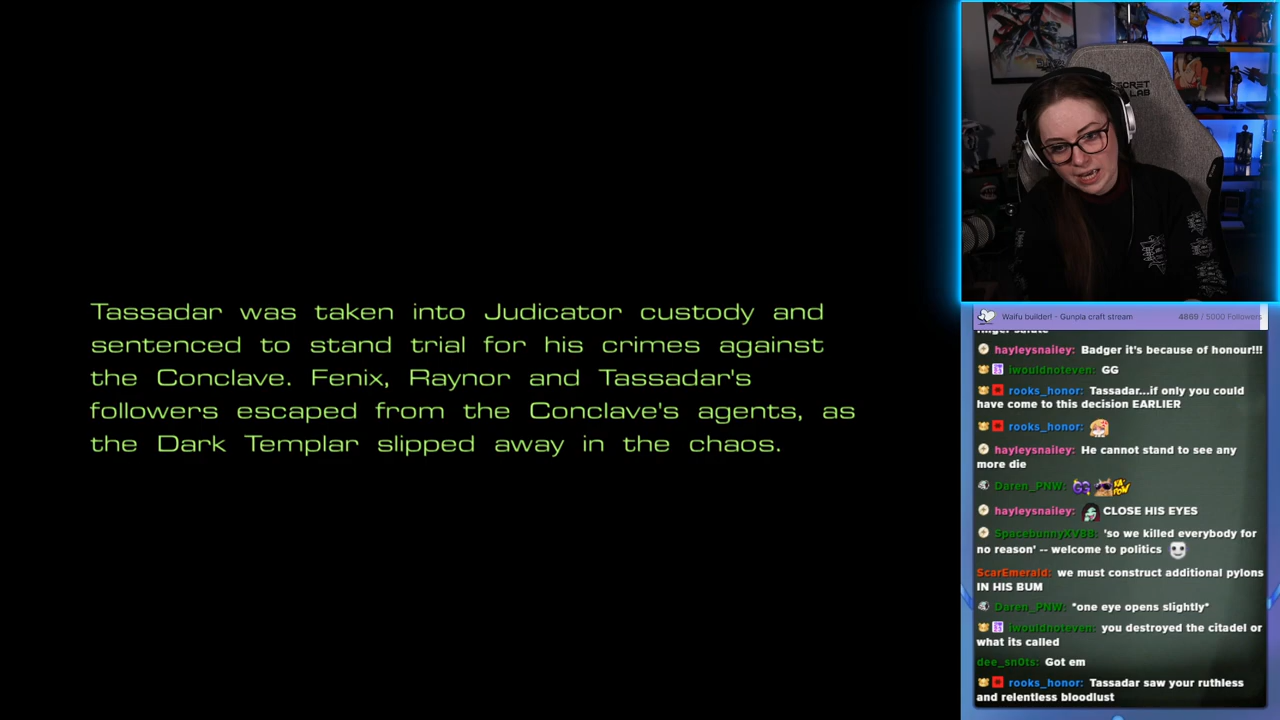 Tassadar was taken into Judicator custody and
sentenced to stand trial for his crimes against
the Conclave. Fenix, Raynor and Tassadar's
followers escaped from the Conclave's agents, as
the Dark Templar slipped away in the chaos.
SECRET
LAB
Waifu builder! - Gunpla craft stream 4869 / 5000 Followers
finger salute
hayleysnailey: Badger it's because of honour!!!
iwouldnoteven: GG
rooks_honor: Tassadar...if only you could
have come to this decision EARLIER
rooks_honor:
hayleysnailey: He cannot stand to see any
more die
Daren_PNW:
hayleysnailey: CLOSE HIS EYES
SpacebunnyXV88: 'so we killed everybody for
no reason' -- welcome to politics
ScarEmerald: we must construct additional pylons
IN HIS BUM
Daren_PNW: *one eye opens slightly*
iwouldnoteven: you destroyed the citadel or
what its called
dee_sn0ts: Got em
rooks_honor: Tassadar saw your ruthless
and relentless bloodlust